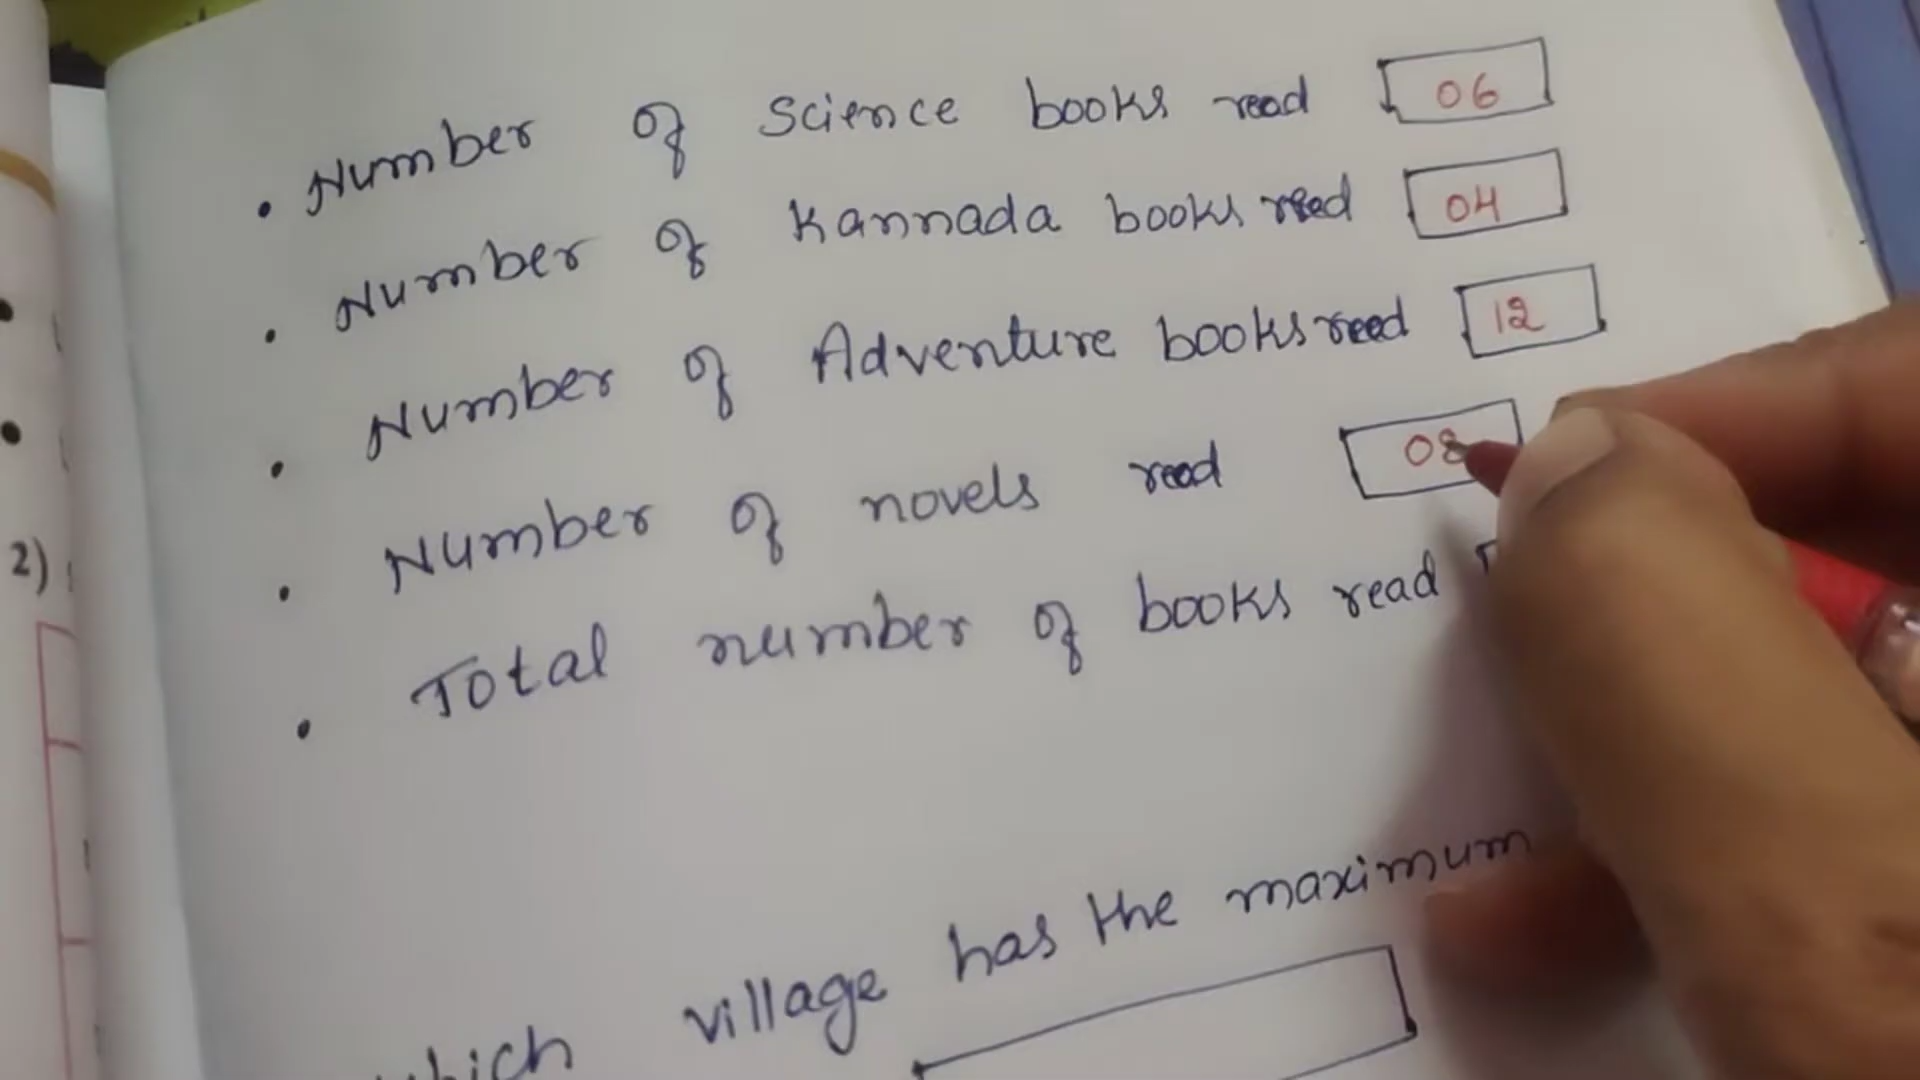 • Number of Science books read 06
• Number of Kannada books read 04
• Number of Adventure books read 12
• Number of novels read 08
• Total number of books read
2)
which village has the maximum